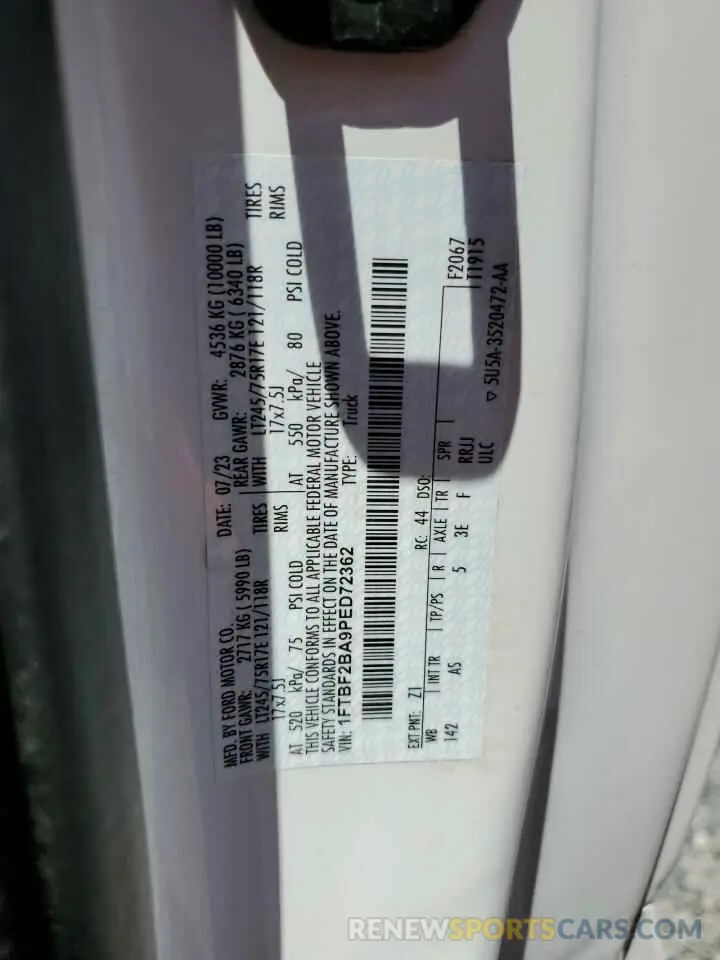 MFD. BY FORD MOTOR CO. DATE: 07/23 GVWR: 4536 KG (10000 LB)
FRONT GAWR: 2717 KG ( 5990 LB) REAR GAWR: 2876 KG ( 6340 LB)
WITH LT245/75R17E 121/118R TIRES WITH LT245/75R17E 121/118R TIRES
17x7.5J RIMS 17x7.5J RIMS
AT 520 kPa/ 75 PSI COLD AT 550 kPa/ 80 PSI COLD
THIS VEHICLE CONFORMS TO ALL APPLICABLE FEDERAL MOTOR VEHICLE
SAFETY STANDARDS IN EFFECT ON THE DATE OF MANUFACTURE SHOWN ABOVE.
VIN: 1FTBF2BA9PED72362 TYPE: Truck
EXT PNT: Z1 RC: 44 DSO: F2067
WB INT TR TP/PS R AXLE TR SPR T1915
142 A5 5 3E F RRJJ
ULC ▽ 5U5A-3520472-AA
RENEWSPORTSCARS.COM